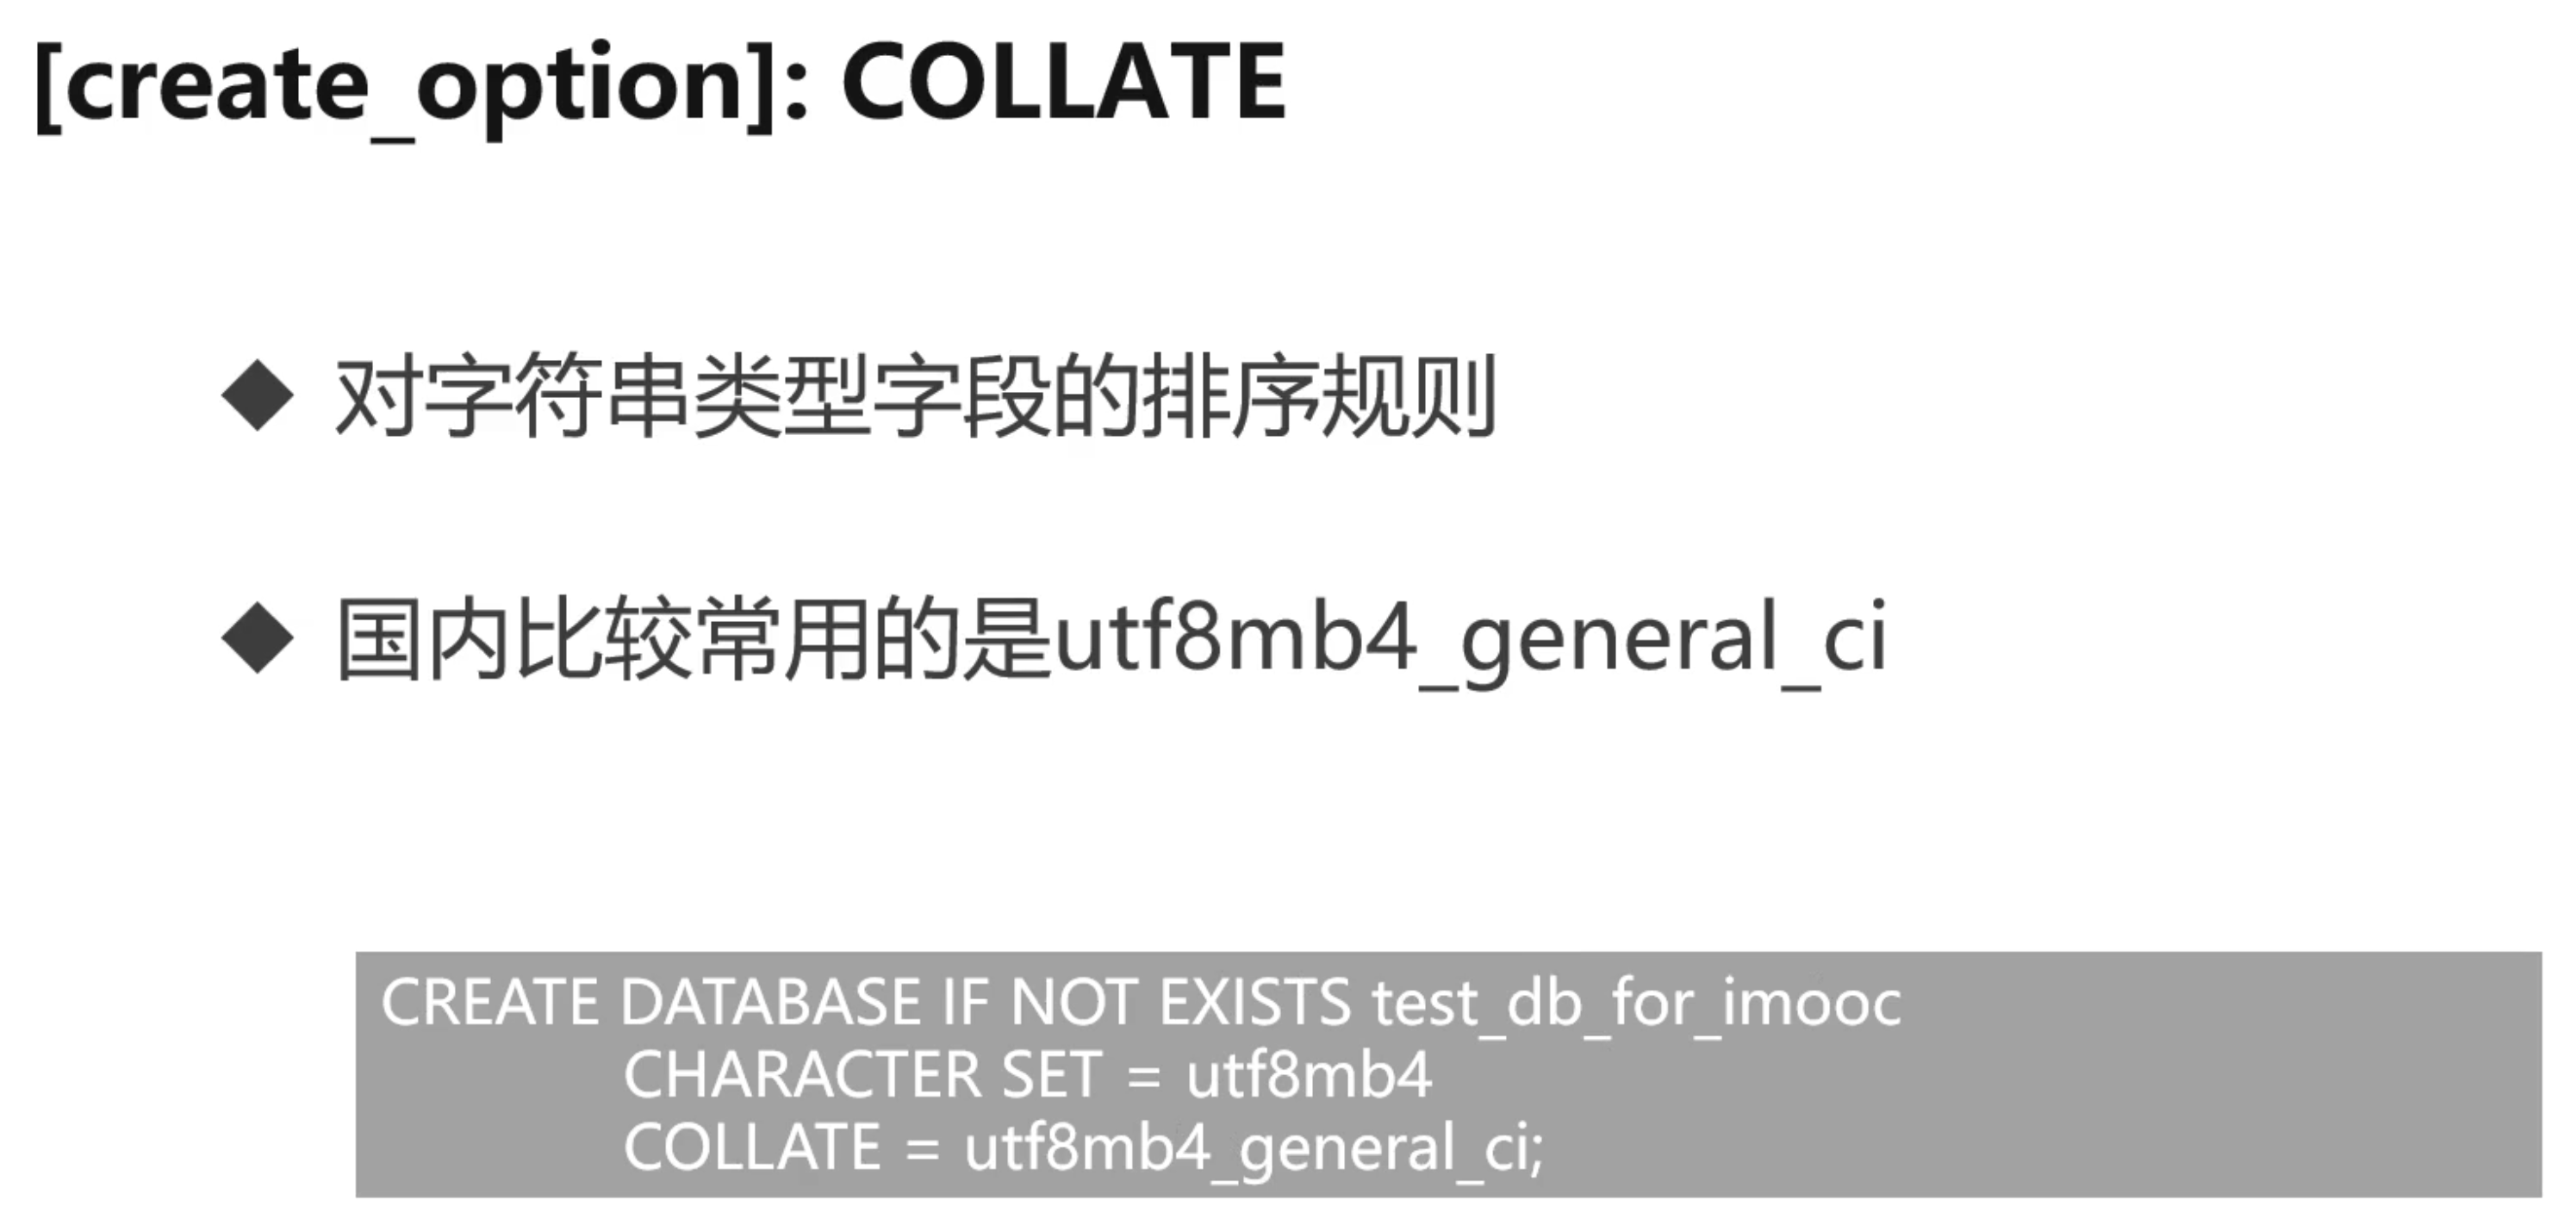 [create_option]: COLLATE
◆ 对字符串类型字段的排序规则
◆ 国内比较常用的是utf8mb4_general_ci
CREATE DATABASE IF NOT EXISTS test_db_for_imooc
CHARACTER SET = utf8mb4
COLLATE = utf8mb4_general_ci;